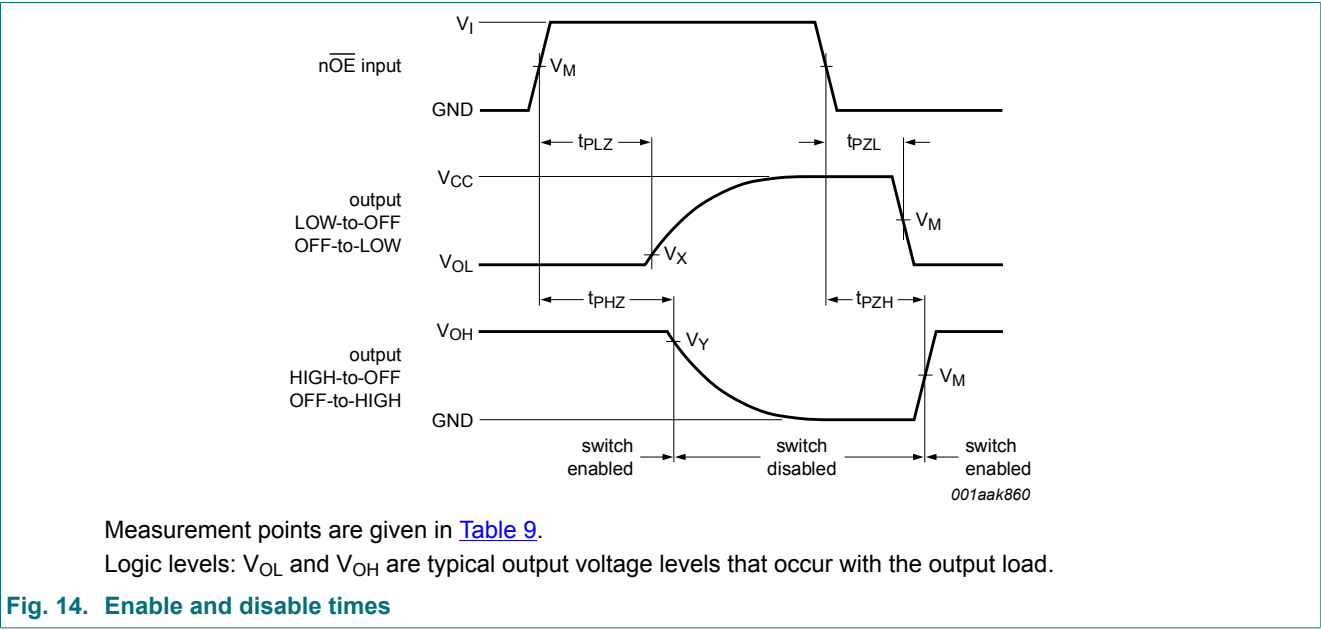 V_I
nOE input
V_M
GND
t_PLZ
t_PZL
V_CC
output
LOW-to-OFF
OFF-to-LOW
V_M
V_OL
V_X
t_PHZ
t_PZH
V_OH
output
HIGH-to-OFF
OFF-to-HIGH
V_Y
V_M
GND
switch
enabled
switch
disabled
switch
enabled
001aak860
Measurement points are given in Table 9.
Logic levels: V_OL and V_OH are typical output voltage levels that occur with the output load.
Fig. 14. Enable and disable times